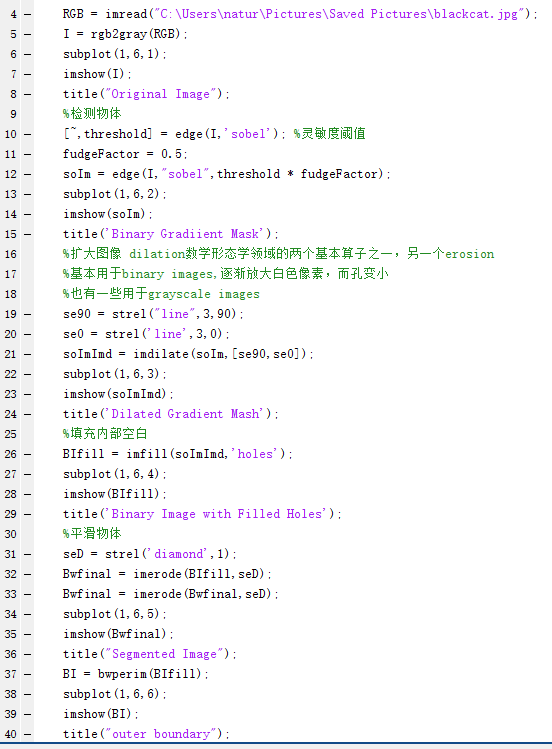 4 — RGB = imread("C:\Users\natur\Pictures\Saved Pictures\blackcat.jpg");
5 — I = rgb2gray(RGB);
6 — subplot(1,6,1);
7 — imshow(I);
8 — title("Original Image");
9 %检测物体
10 — [~,threshold] = edge(I,'sobel'); %灵敏度阈值
11 — fudgeFactor = 0.5;
12 — soIm = edge(I,"sobel",threshold * fudgeFactor);
13 — subplot(1,6,2);
14 — imshow(soIm);
15 — title('Binary Gradiient Mask');
16 %扩大图像 dilation数学形态学领域的两个基本算子之一，另一个erosion
17 %基本用于binary images,逐渐放大白色像素，而孔变小
18 %也有一些用于grayscale images
19 — se90 = strel("line",3,90);
20 — se0 = strel('line',3,0);
21 — soImImd = imdilate(soIm,[se90,se0]);
22 — subplot(1,6,3);
23 — imshow(soImImd);
24 — title('Dilated Gradient Mash');
25 %填充内部空白
26 — BIfill = imfill(soImImd,'holes');
27 — subplot(1,6,4);
28 — imshow(BIfill);
29 — title('Binary Image with Filled Holes');
30 %平滑物体
31 — seD = strel('diamond',1);
32 — Bwfinal = imerode(BIfill,seD);
33 — Bwfinal = imerode(Bwfinal,seD);
34 — subplot(1,6,5);
35 — imshow(Bwfinal);
36 — title("Segmented Image");
37 — BI = bwperim(BIfill);
38 — subplot(1,6,6);
39 — imshow(BI);
40 — title("outer boundary");